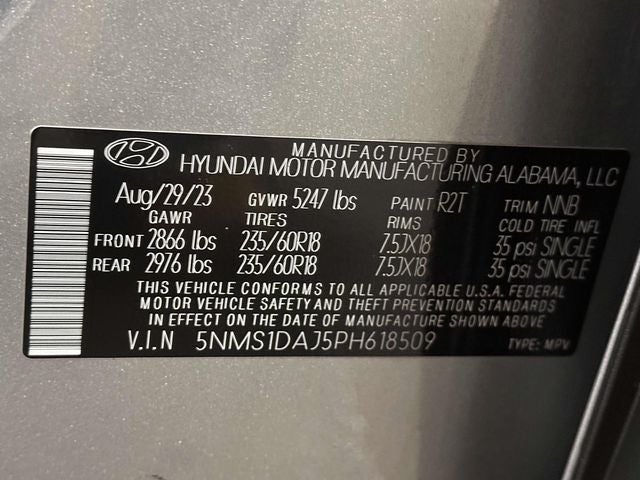 MANUFACTURED BY
HYUNDAI MOTOR MANUFACTURING ALABAMA, LLC
Aug/29/23 GVWR 5247 lbs PAINT R2T TRIM NNB
GAWR TIRES RIMS COLD TIRE INFL
FRONT 2866 lbs 235/60R18 7.5JX18 35 psi SINGLE
REAR 2976 lbs 235/60R18 7.5JX18 35 psi SINGLE
THIS VEHICLE CONFORMS TO ALL APPLICABLE U.S.A. FEDERAL
MOTOR VEHICLE SAFETY AND THEFT PREVENTION STANDARDS
IN EFFECT ON THE DATE OF MANUFACTURE SHOWN ABOVE
V.I.N 5NMS1DAJ5PH618509 TYPE: MPV